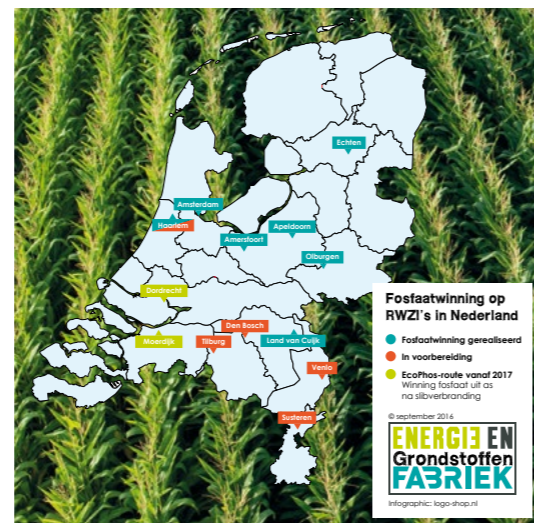 Echten
Amsterdam
Haarlem
Apeldoorn
Amersfoort
Olburgen
Dordrecht
Den Bosch
Moerdijk
Tilburg
Land van Cuijk
Venlo
Susteren
Fosfaatwinning op
RWZI's in Nederland
Fosfaatwinning gerealiseerd
In voorbereiding
EcoPhos-route vanaf 2017
Winning fosfaat uit as
na slibverbranding
© september 2016
ENERGIE EN
Grondstoffen
FABRIEK
Infographic: logo-shop.nl